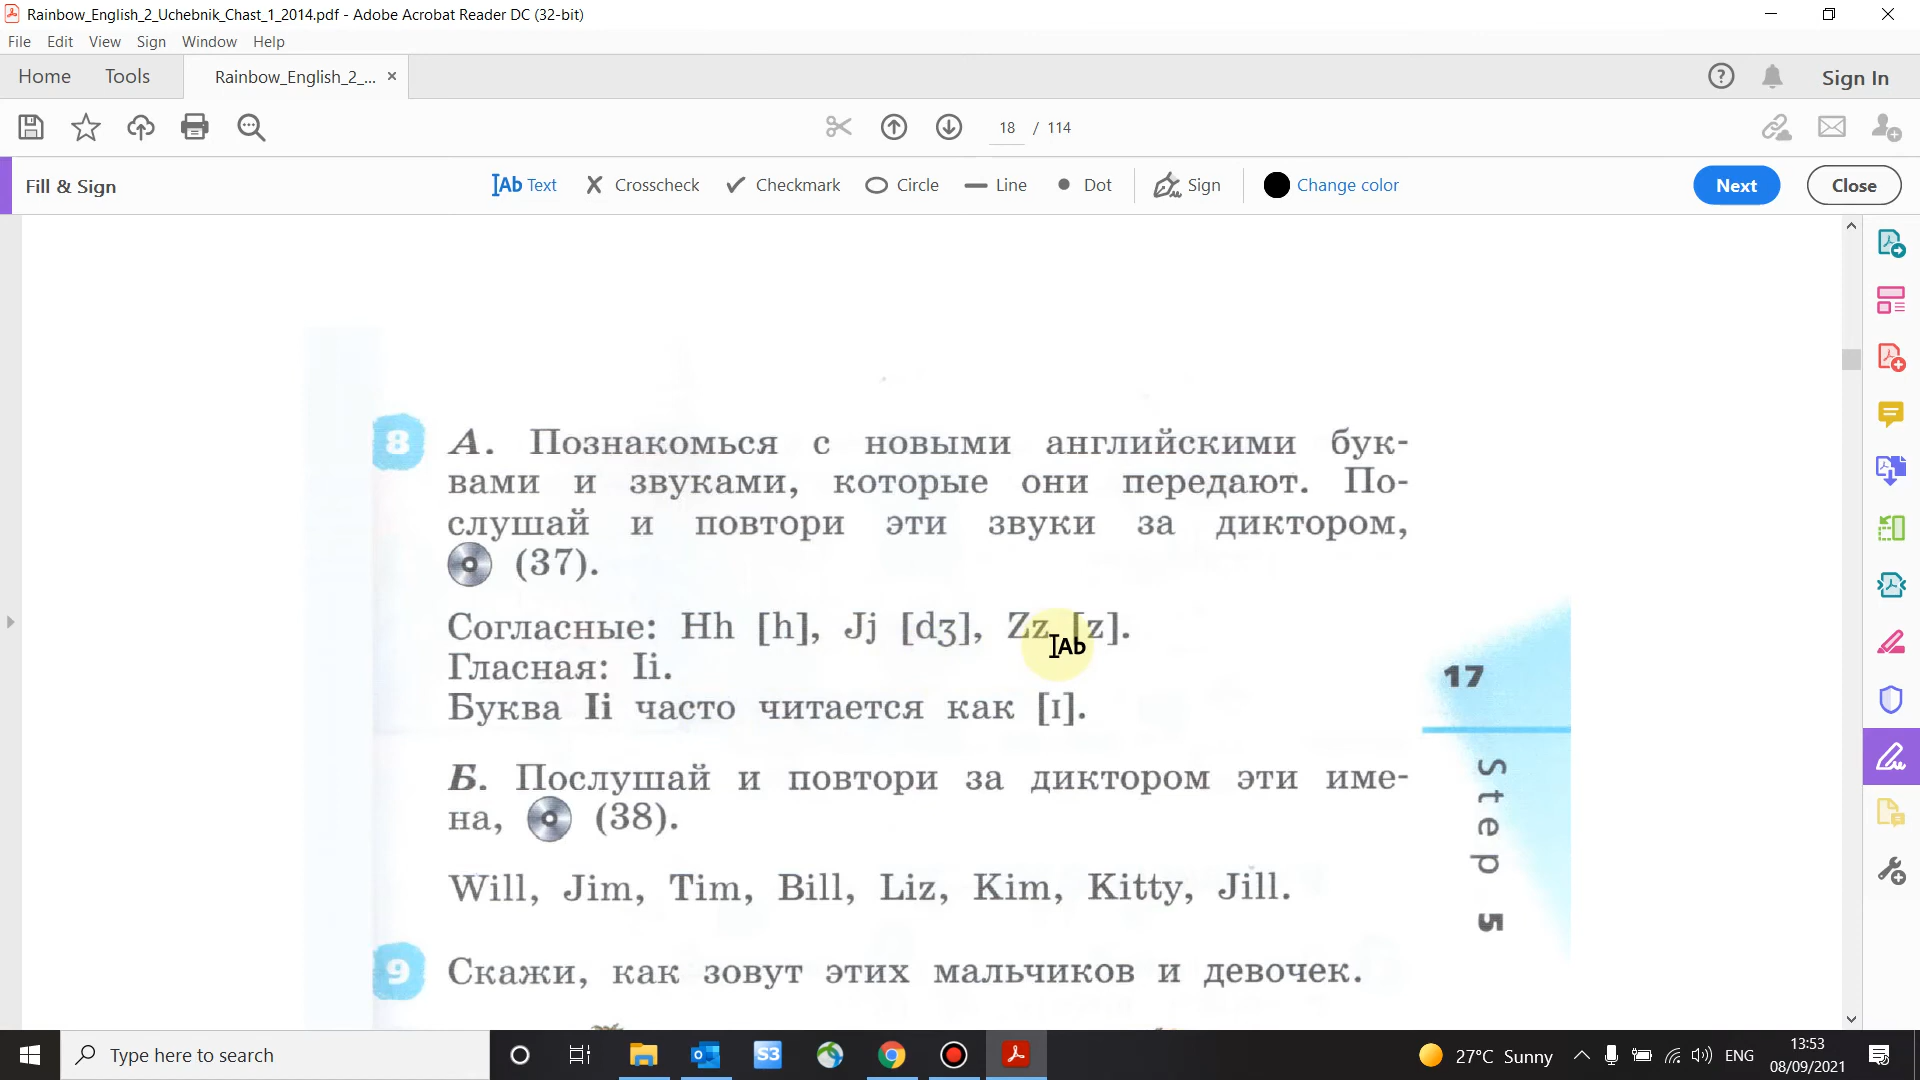 Rainbow_English_2_Uchebnik_Chast_1_2014.pdf - Adobe Acrobat Reader DC (32-bit)
File Edit View Sign Window Help
Home Tools Rainbow_English_2_... × Sign In
18 / 114
Fill & Sign Ab Text Crosscheck Checkmark Circle Line Dot Sign Change color Next Close
8 А. Познакомься с новыми английскими бук-
вами и звуками, которые они передают. По-
слушай и повтори эти звуки за диктором,
(37).
Согласные: Hh [h], Jj [dʒ], Zz [z].
Ab
Гласная: Ii.
17
Буква Ii часто читается как [ɪ].
Б. Послушай и повтори за диктором эти име-
на, (38).
Step 5
Will, Jim, Tim, Bill, Liz, Kim, Kitty, Jill.
9 Скажи, как зовут этих мальчиков и девочек.
Type here to search S3 27°C Sunny ENG 13:53
08/09/2021